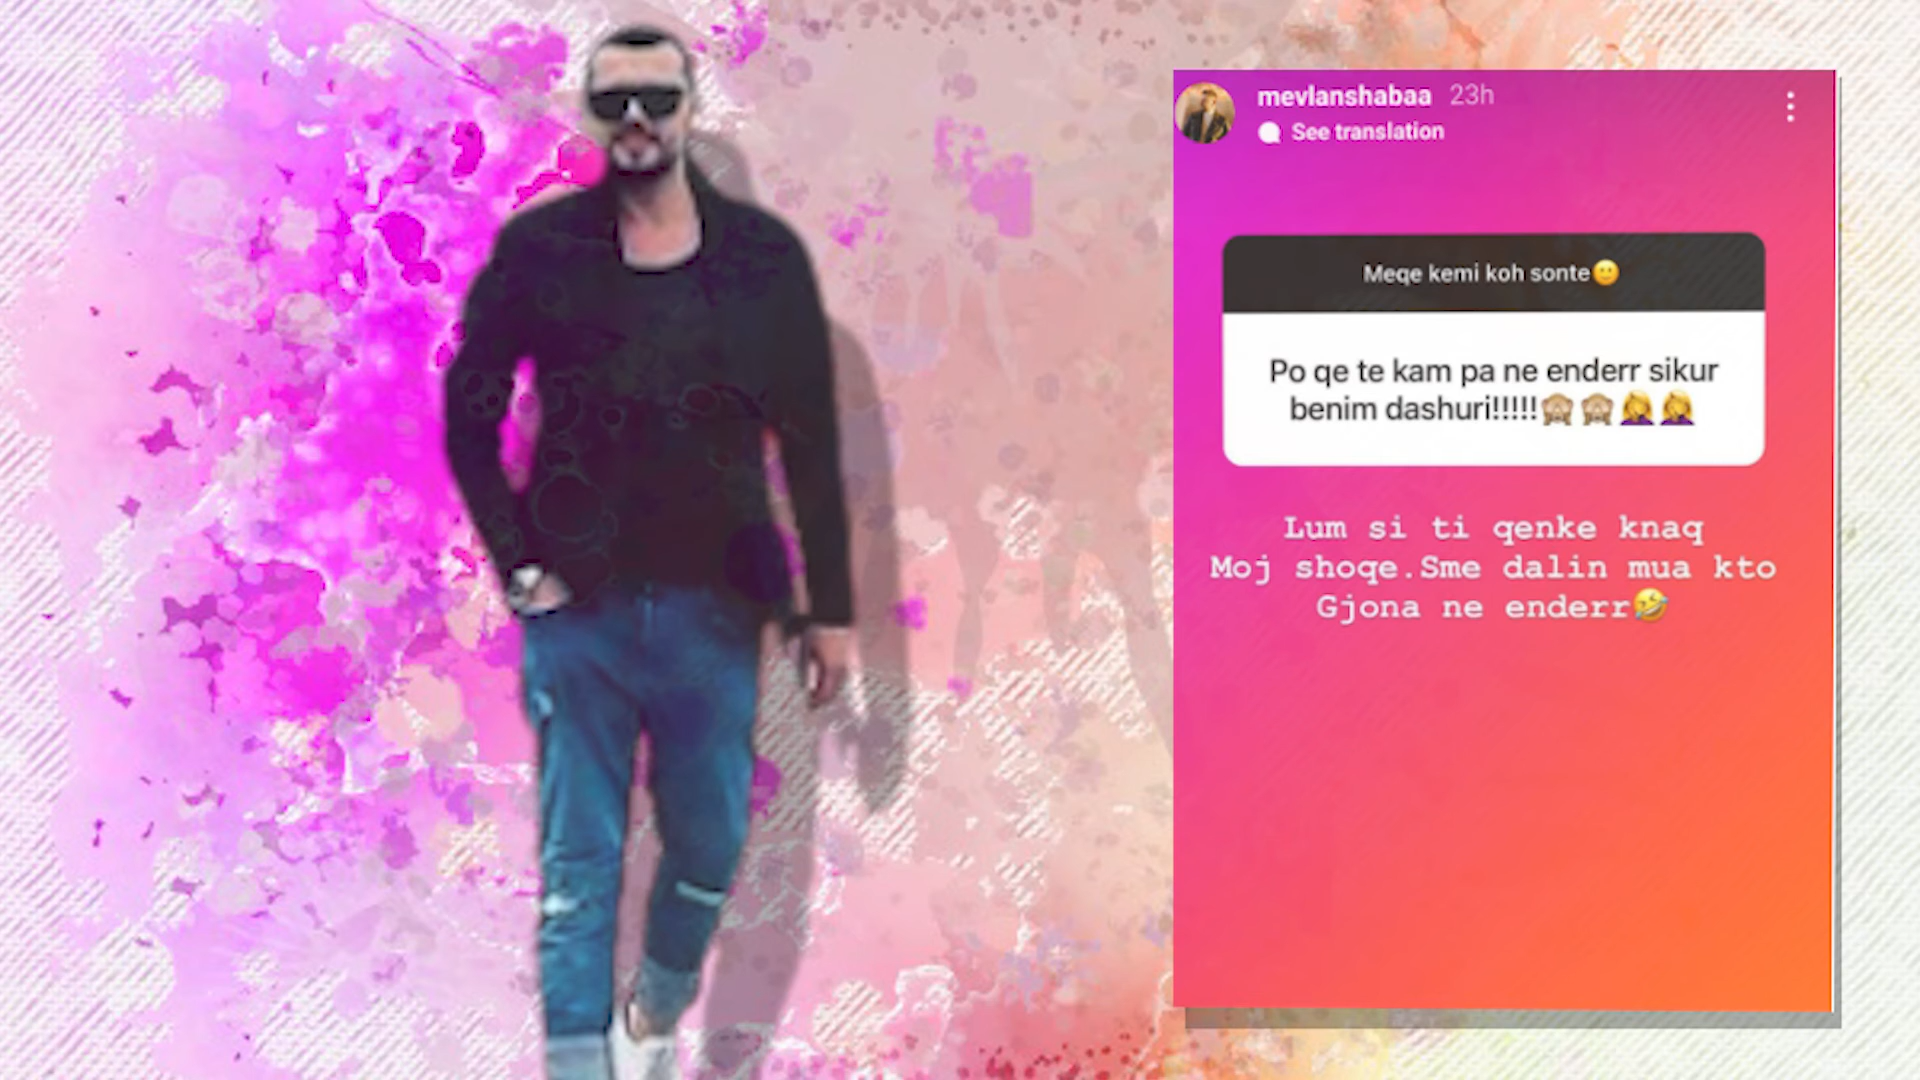 mevlanshabaa 23h
See translation
Meqe kemi koh sonte🙂
Po qe te kam pa ne enderr sikur
benim dashuri!!!!!🙈🙈🤦‍♀️🤦‍♀️
Lum si ti qenke knaq
Moj shoqe.Sme dalin mua kto
Gjona ne enderr🤣